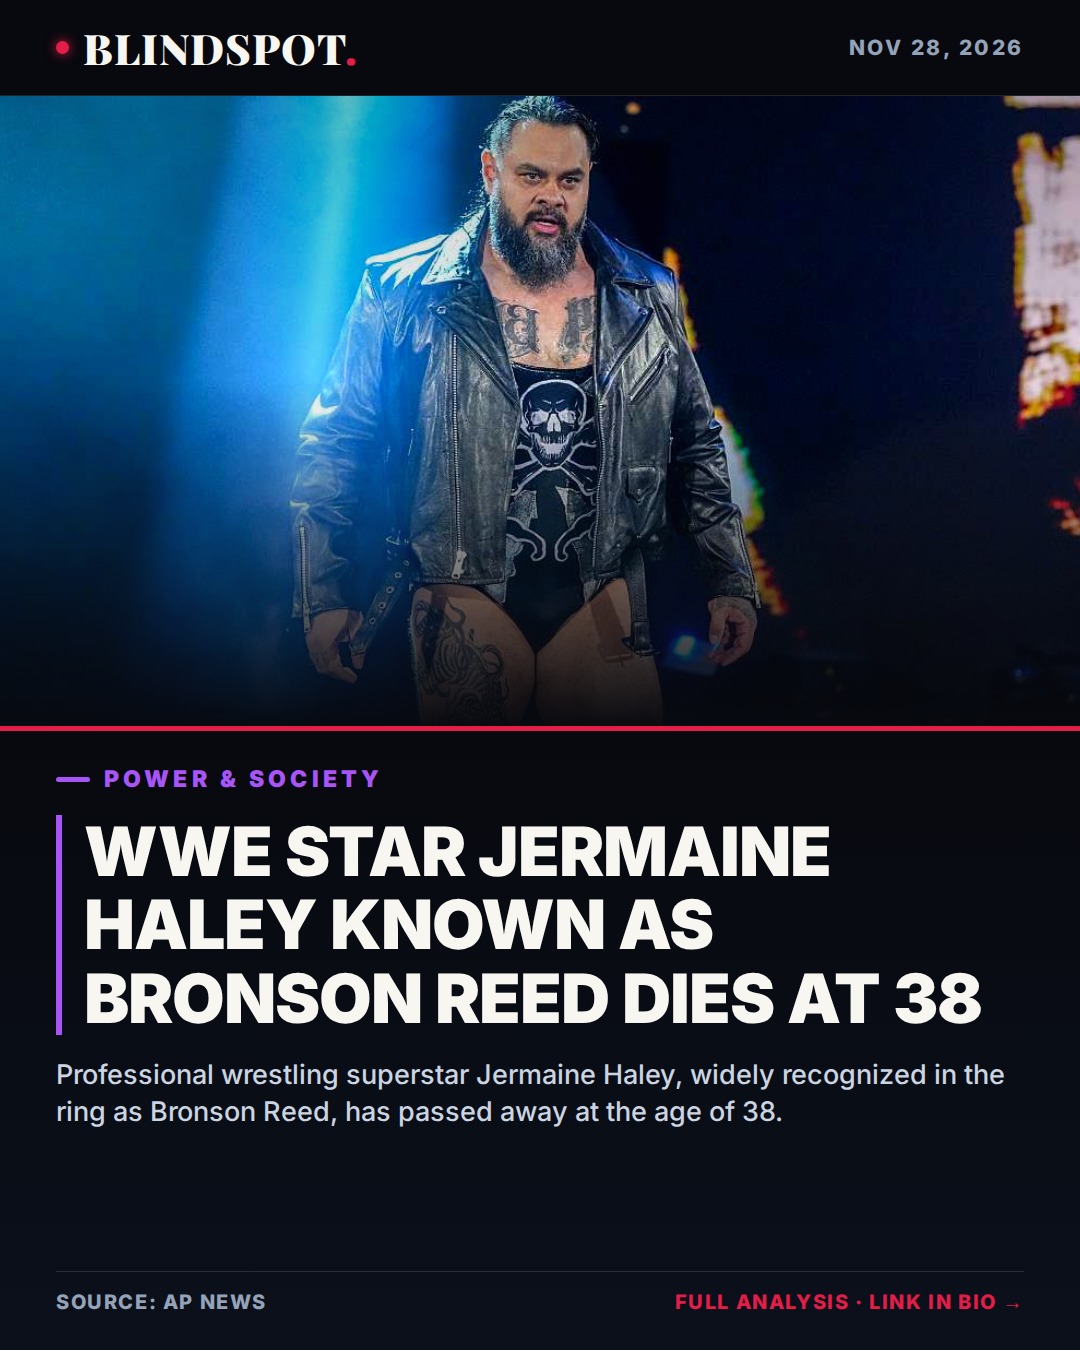 BLINDSPOT.
NOV 28, 2026
POWER & SOCIETY
WWE STAR JERMAINE
HALEY KNOWN AS
BRONSON REED DIES AT 38
Professional wrestling superstar Jermaine Haley, widely recognized in the
ring as Bronson Reed, has passed away at the age of 38.
SOURCE: AP NEWS
FULL ANALYSIS · LINK IN BIO →